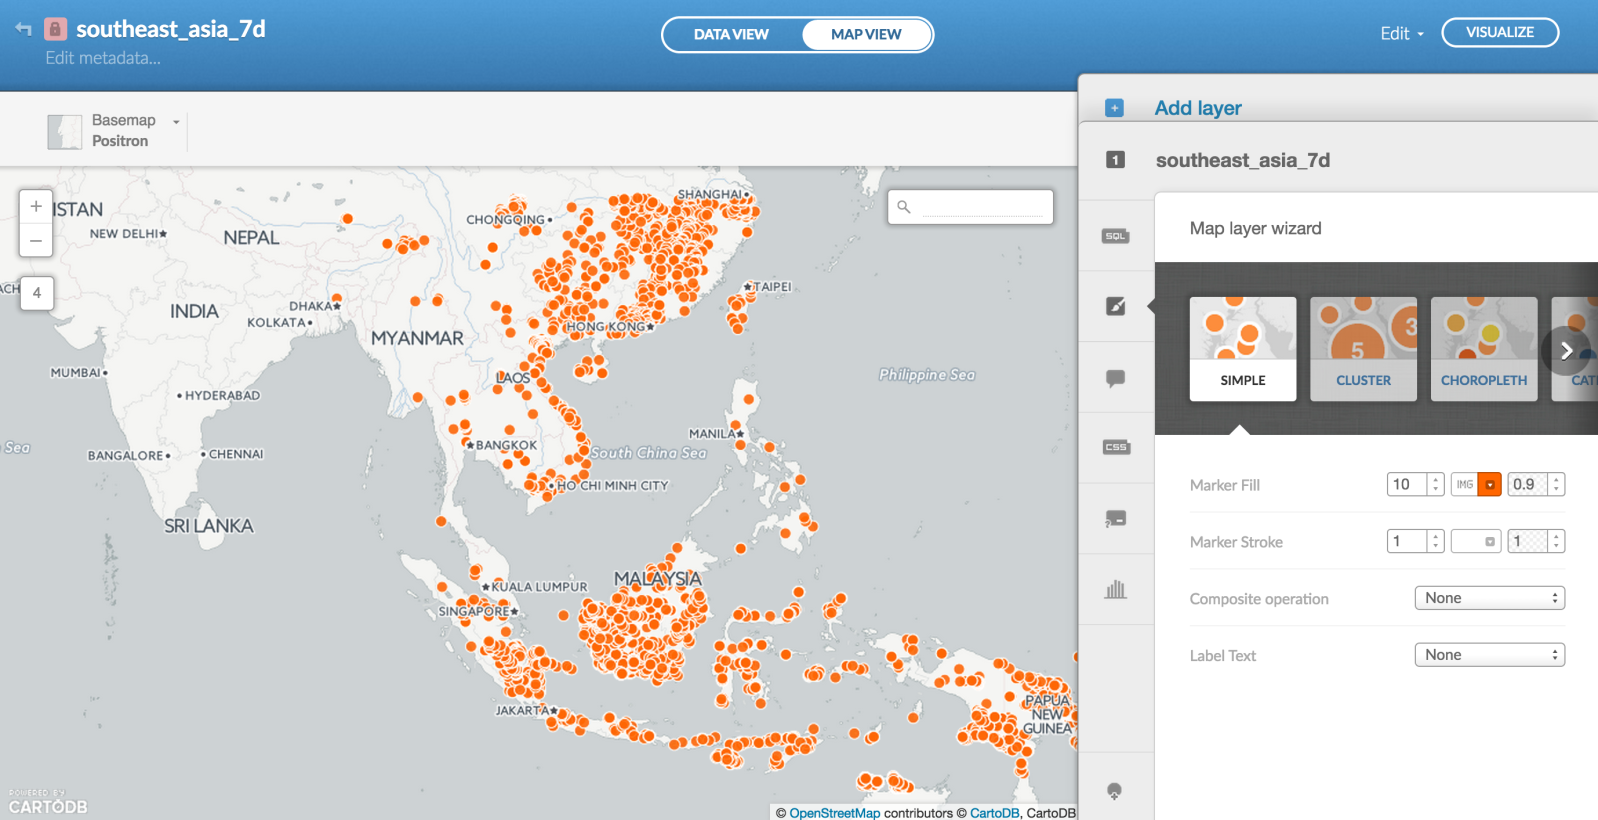 southeast_asia_7d
Edit metadata...
DATA VIEW
MAP VIEW
Edit
VISUALIZE
Basemap
Positron
Add layer
1
southeast_asia_7d
Map layer wizard
SQL
CSS
SIMPLE
5
3
CLUSTER
CHOROPLETH
CAT
Marker Fill
10
IMG
0.9
Marker Stroke
1
1
Composite operation
None
Label Text
None
+
−
4
ISTAN
NEW DELHI
NEPAL
CHONGQING
SHANGHAI
ACH
INDIA
DHAKA
KOLKATA
MYANMAR
TAIPEI
HONG KONG
MUMBAI
HYDERABAD
LAOS
Philippine Sea
Sea
BANGALORE
CHENNAI
BANGKOK
MANILA
South China Sea
HO CHI MINH CITY
SRI LANKA
KUALA LUMPUR
MALAYSIA
SINGAPORE
JAKARTA
PAPUA
NEW
GUINEA
POWERED BY
CARTODB
© OpenStreetMap contributors © CartoDB, CartoDB